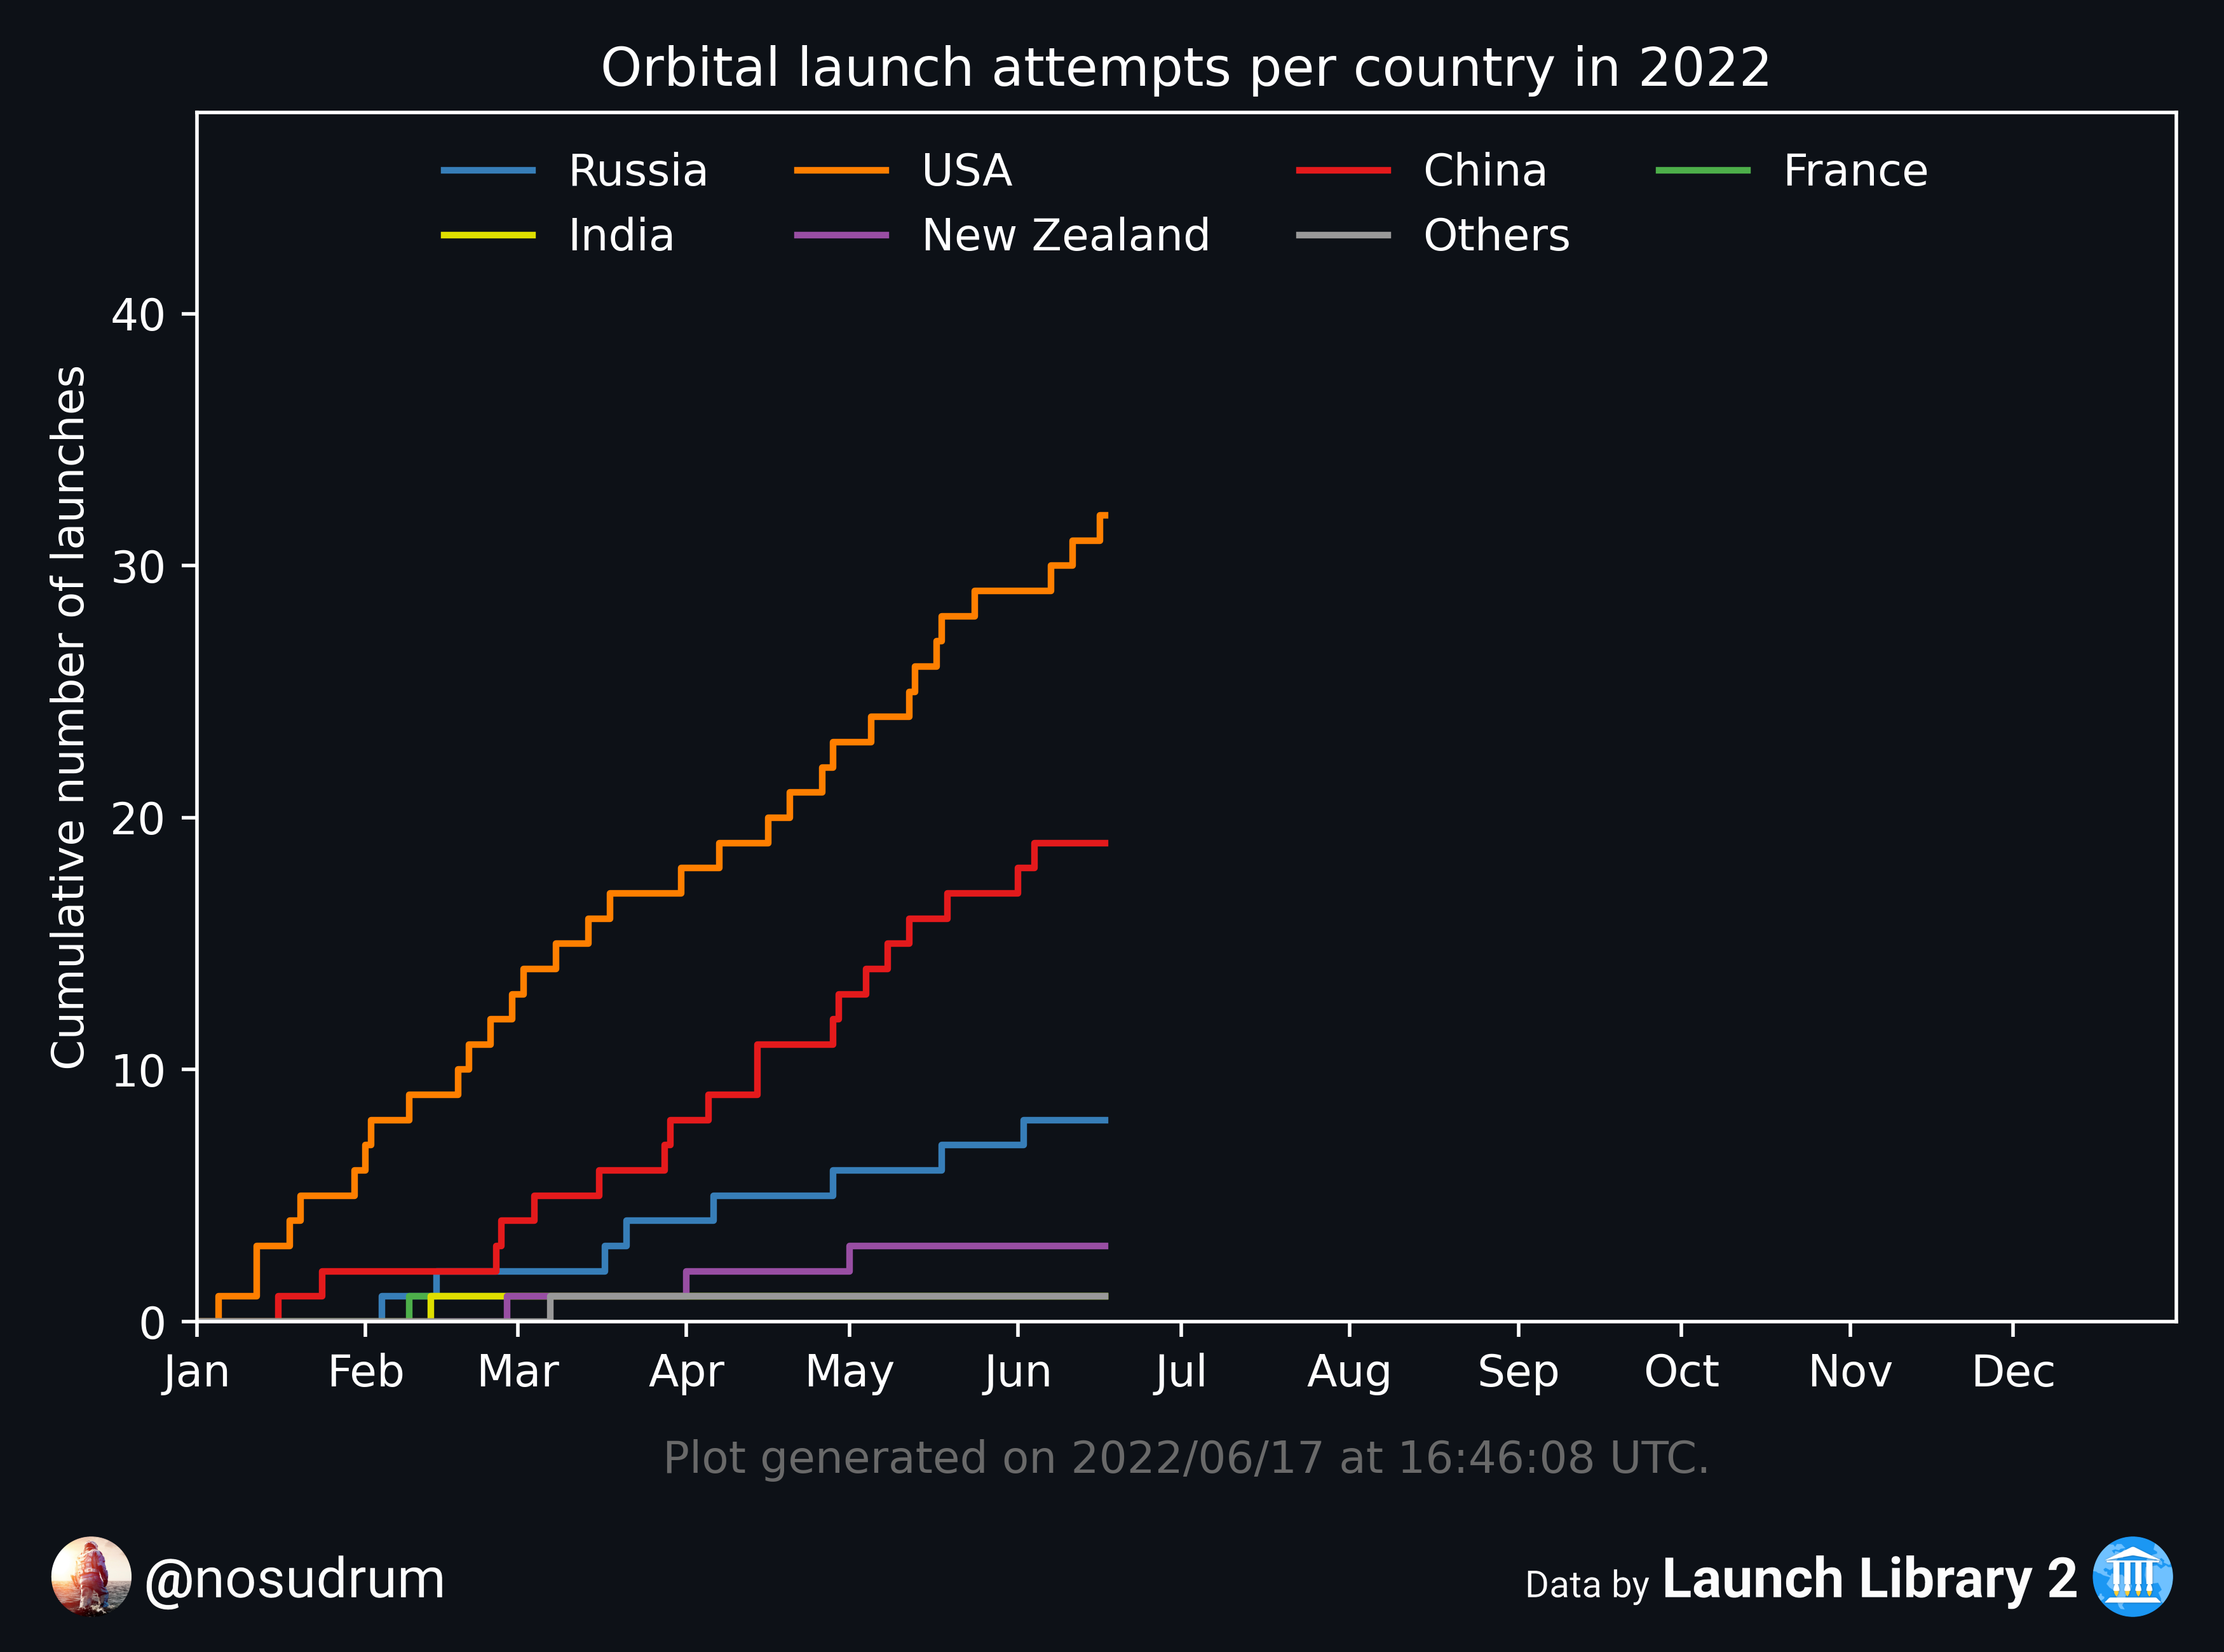 Orbital launch attempts per country in 2022
Russia USA China France
India New Zealand Others
Cumulative number of launches
40
30
20
10
0
Jan Feb Mar Apr May Jun Jul Aug Sep Oct Nov Dec
Plot generated on 2022/06/17 at 16:46:08 UTC.
@nosudrum
Data by Launch Library 2